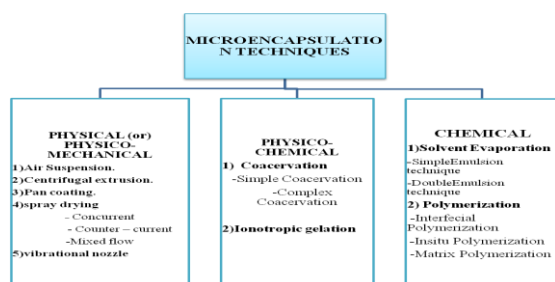 MICROENCAPSULATIO
N TECHNIQUES
PHYSICAL (or)
PHYSICO-
MECHANICAL
1)Air Suspension.
2)Centrifugal extrusion.
3)Pan coating.
4)spray drying
- Concurrent
- Counter – current
-Mixed flow
5)vibrational nozzle
PHYSICO-
CHEMICAL
1) Coacervation
-Simple Coacervation
-Complex
Coacervation
2)Ionotropic gelation
CHEMICAL
1)Solvent Evaporation
-SimpleEmulsion
technique
-DoubleEmulsion
technique
2) Polymerization
-Interfecial
Polymerization
-Insitu Polymerization
-Matrix Polymerization